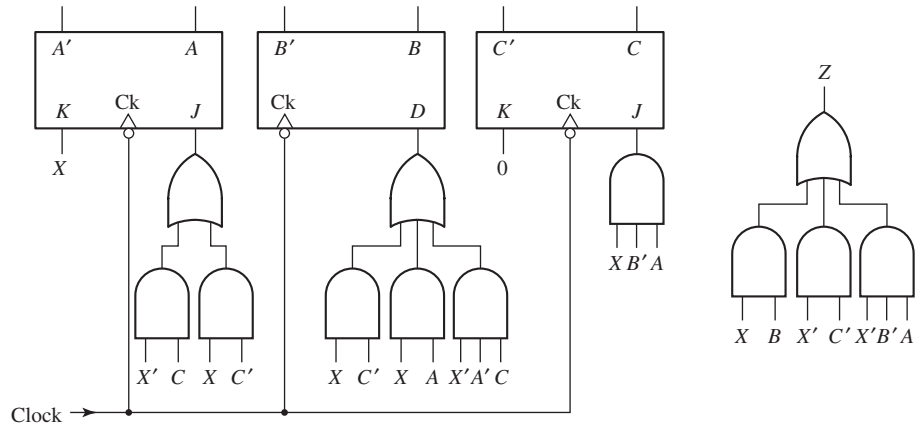 A′ A B′ B C′ C
Z
K Ck J Ck D K Ck J
X 0
X B′ A
X B X′ C′ X′ B′ A
X′ C X C′ X C′ X A X′ A′ C
Clock